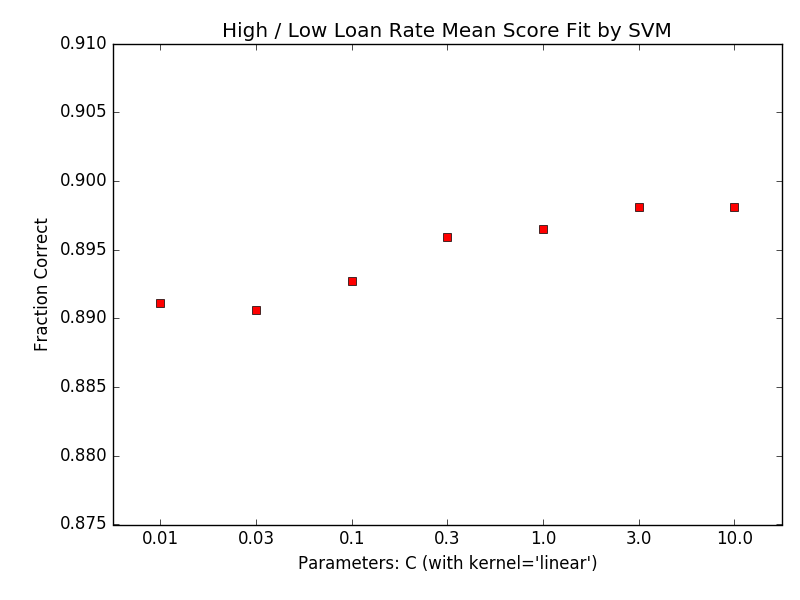 High / Low Loan Rate Mean Score Fit by SVM
0.910
0.905
0.900
0.895
0.890
0.885
0.880
0.875
Fraction Correct
0.01 0.03 0.1 0.3 1.0 3.0 10.0
Parameters: C (with kernel='linear')